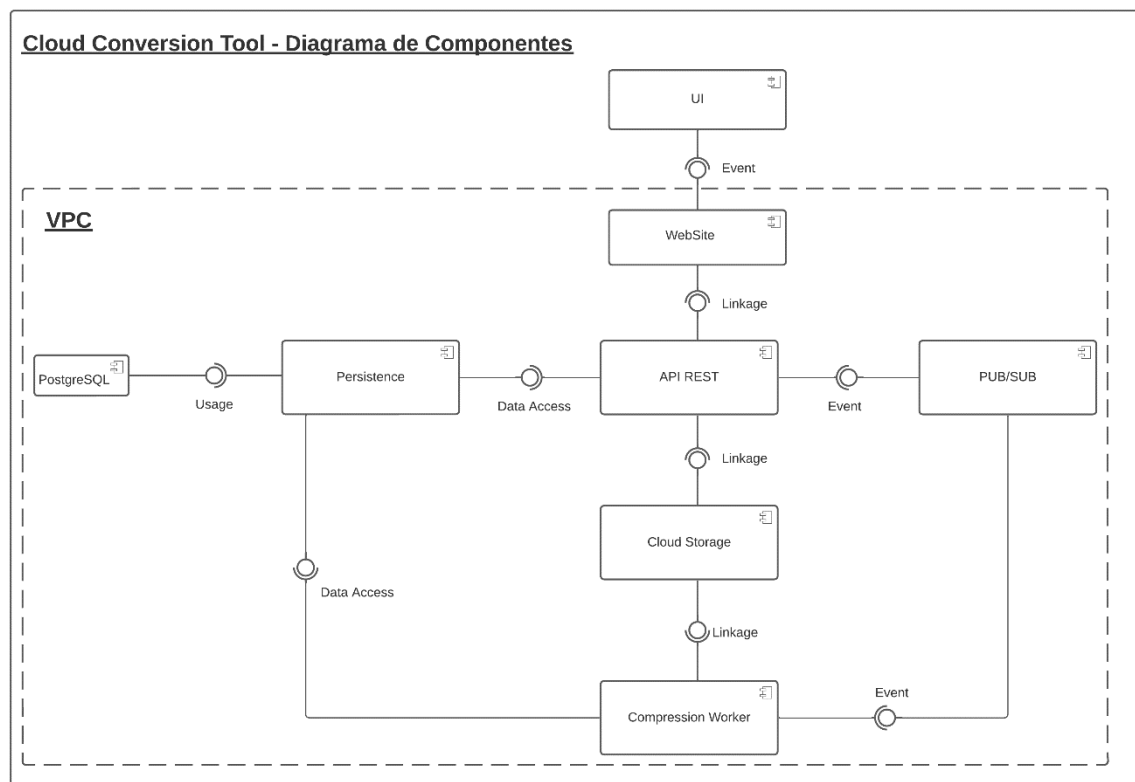 Cloud Conversion Tool - Diagrama de Componentes
UI
Event
VPC
WebSite
Linkage
PostgreSQL
Usage
Persistence
Data Access
API REST
Event
PUB/SUB
Linkage
Cloud Storage
Data Access
Linkage
Compression Worker
Event